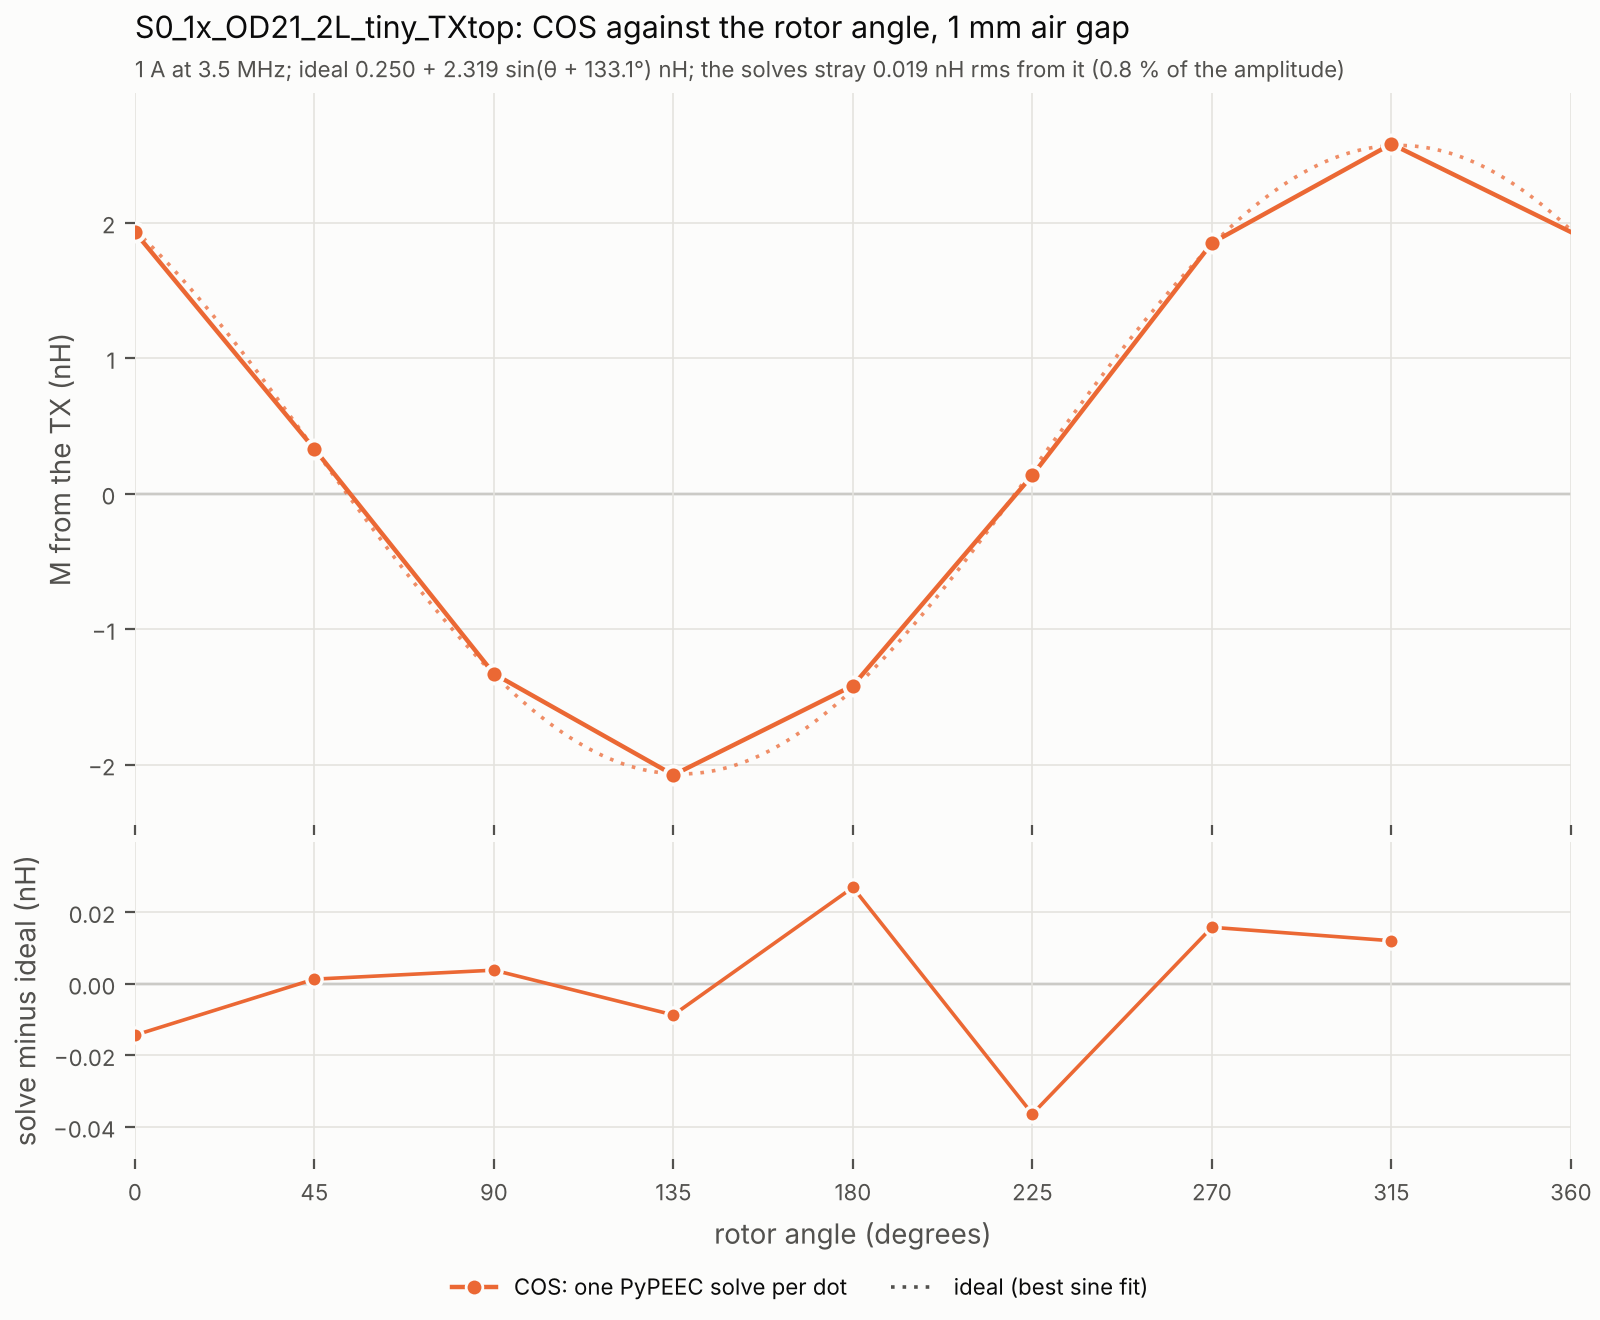 S0_1x_OD21_2L_tiny_TXtop: COS against the rotor angle, 1 mm air gap
1 A at 3.5 MHz; ideal 0.250 + 2.319 sin(θ + 133.1°) nH; the solves stray 0.019 nH rms from it (0.8 % of the amplitude)
M from the TX (nH)
2
1
0
−1
−2
solve minus ideal (nH)
0.02
0.00
−0.02
−0.04
0 45 90 135 180 225 270 315 360
rotor angle (degrees)
COS: one PyPEEC solve per dot ideal (best sine fit)